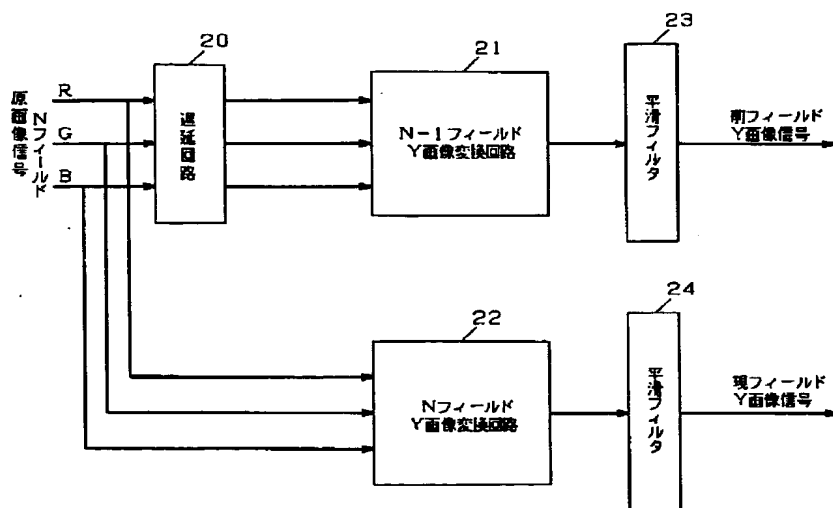 20
21
23
原画像信号
Nフィールド
R
G
B
遅延回路
N-1フィールド
Y画像変換回路
平滑フィルタ
前フィールド
Y画像信号
22
24
Nフィールド
Y画像変換回路
平滑フィルタ
現フィールド
Y画像信号